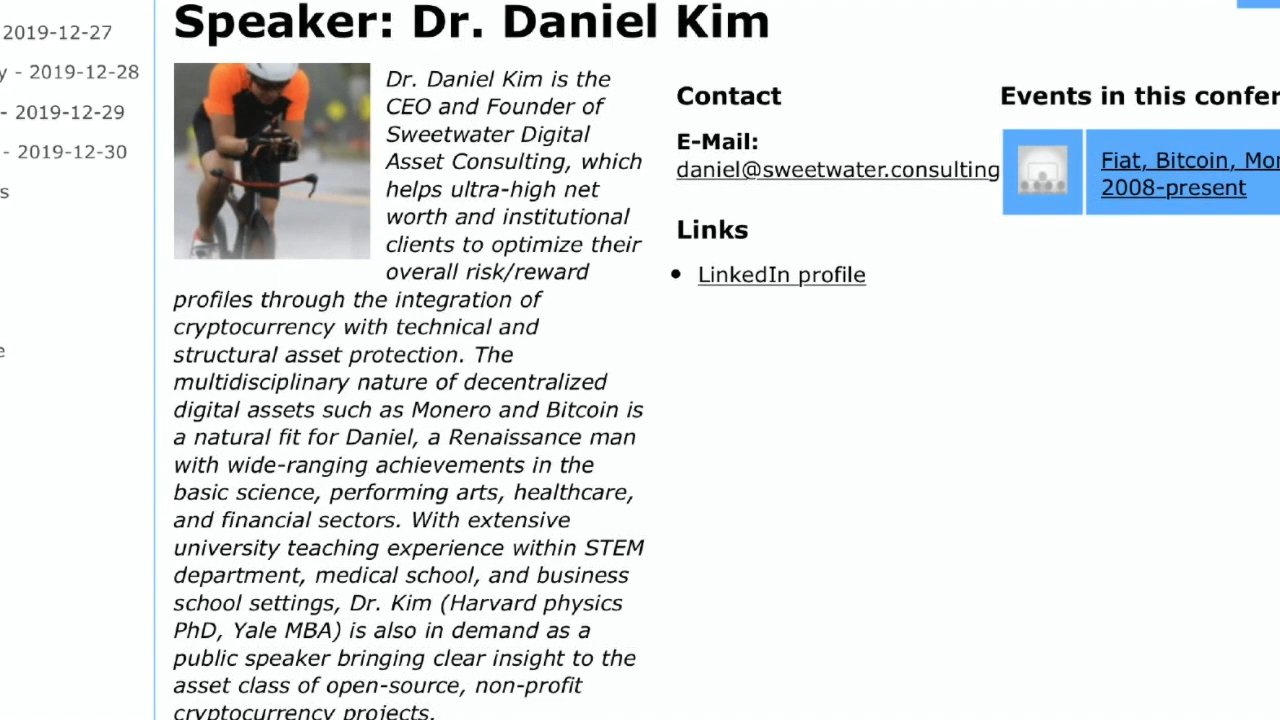 2019-12-27
y - 2019-12-28
- 2019-12-29
- 2019-12-30
s
e
Speaker: Dr. Daniel Kim
Dr. Daniel Kim is the
CEO and Founder of
Sweetwater Digital
Asset Consulting, which
helps ultra-high net
worth and institutional
clients to optimize their
overall risk/reward
profiles through the integration of
cryptocurrency with technical and
structural asset protection. The
multidisciplinary nature of decentralized
digital assets such as Monero and Bitcoin is
a natural fit for Daniel, a Renaissance man
with wide-ranging achievements in the
basic science, performing arts, healthcare,
and financial sectors. With extensive
university teaching experience within STEM
department, medical school, and business
school settings, Dr. Kim (Harvard physics
PhD, Yale MBA) is also in demand as a
public speaker bringing clear insight to the
asset class of open-source, non-profit
cryptocurrency projects.
Contact
E-Mail:
daniel@sweetwater.consulting
Links
• LinkedIn profile
Events in this confer
Fiat, Bitcoin, Mon
2008-present